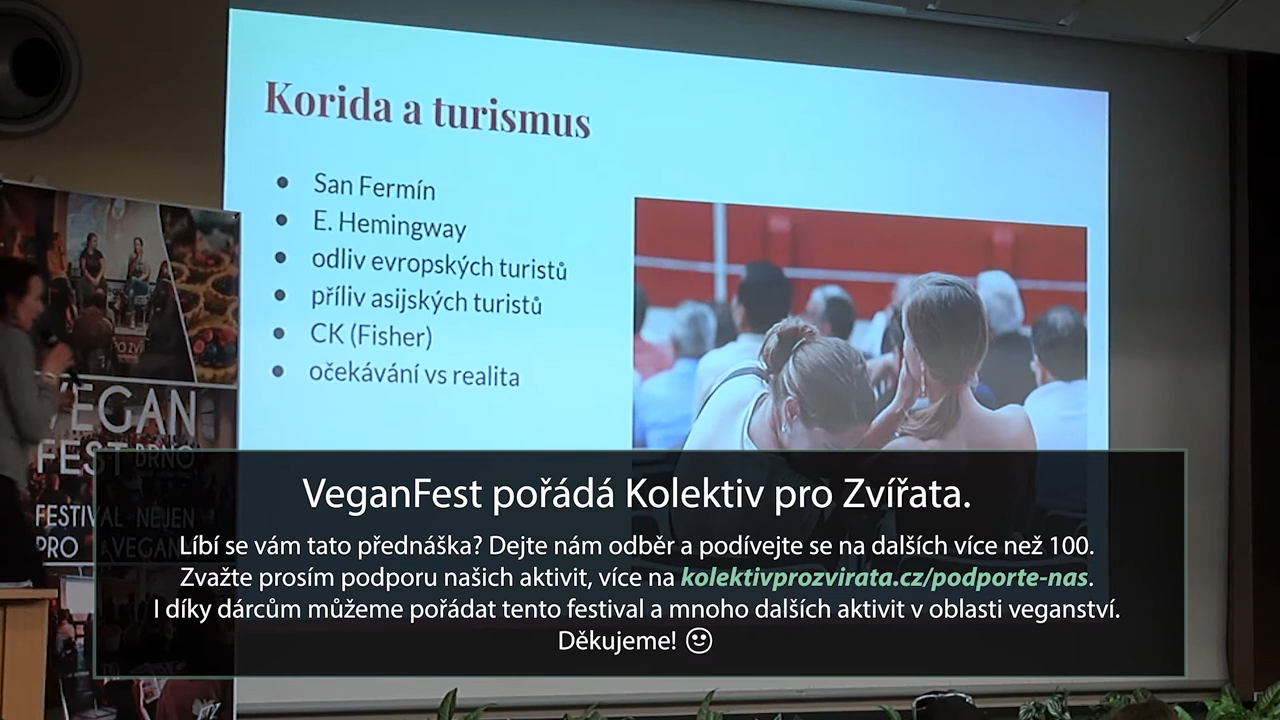 Korida a turismus
San Fermín
E. Hemingway
odliv evropských turistů
příliv asijských turistů
CK (Fisher)
očekávání vs realita
VEGAN
FEST BRNO
FESTIVAL NEJEN
PRO VEGAN
VeganFest pořádá Kolektiv pro Zvířata.
Líbí se vám tato přednáška? Dejte nám odběr a podívejte se na dalších více než 100.
Zvažte prosím podporu našich aktivit, více na kolektivprozvirata.cz/podporte-nas.
I díky dárcům můžeme pořádat tento festival a mnoho dalších aktivit v oblasti veganství.
Děkujeme! 🙂